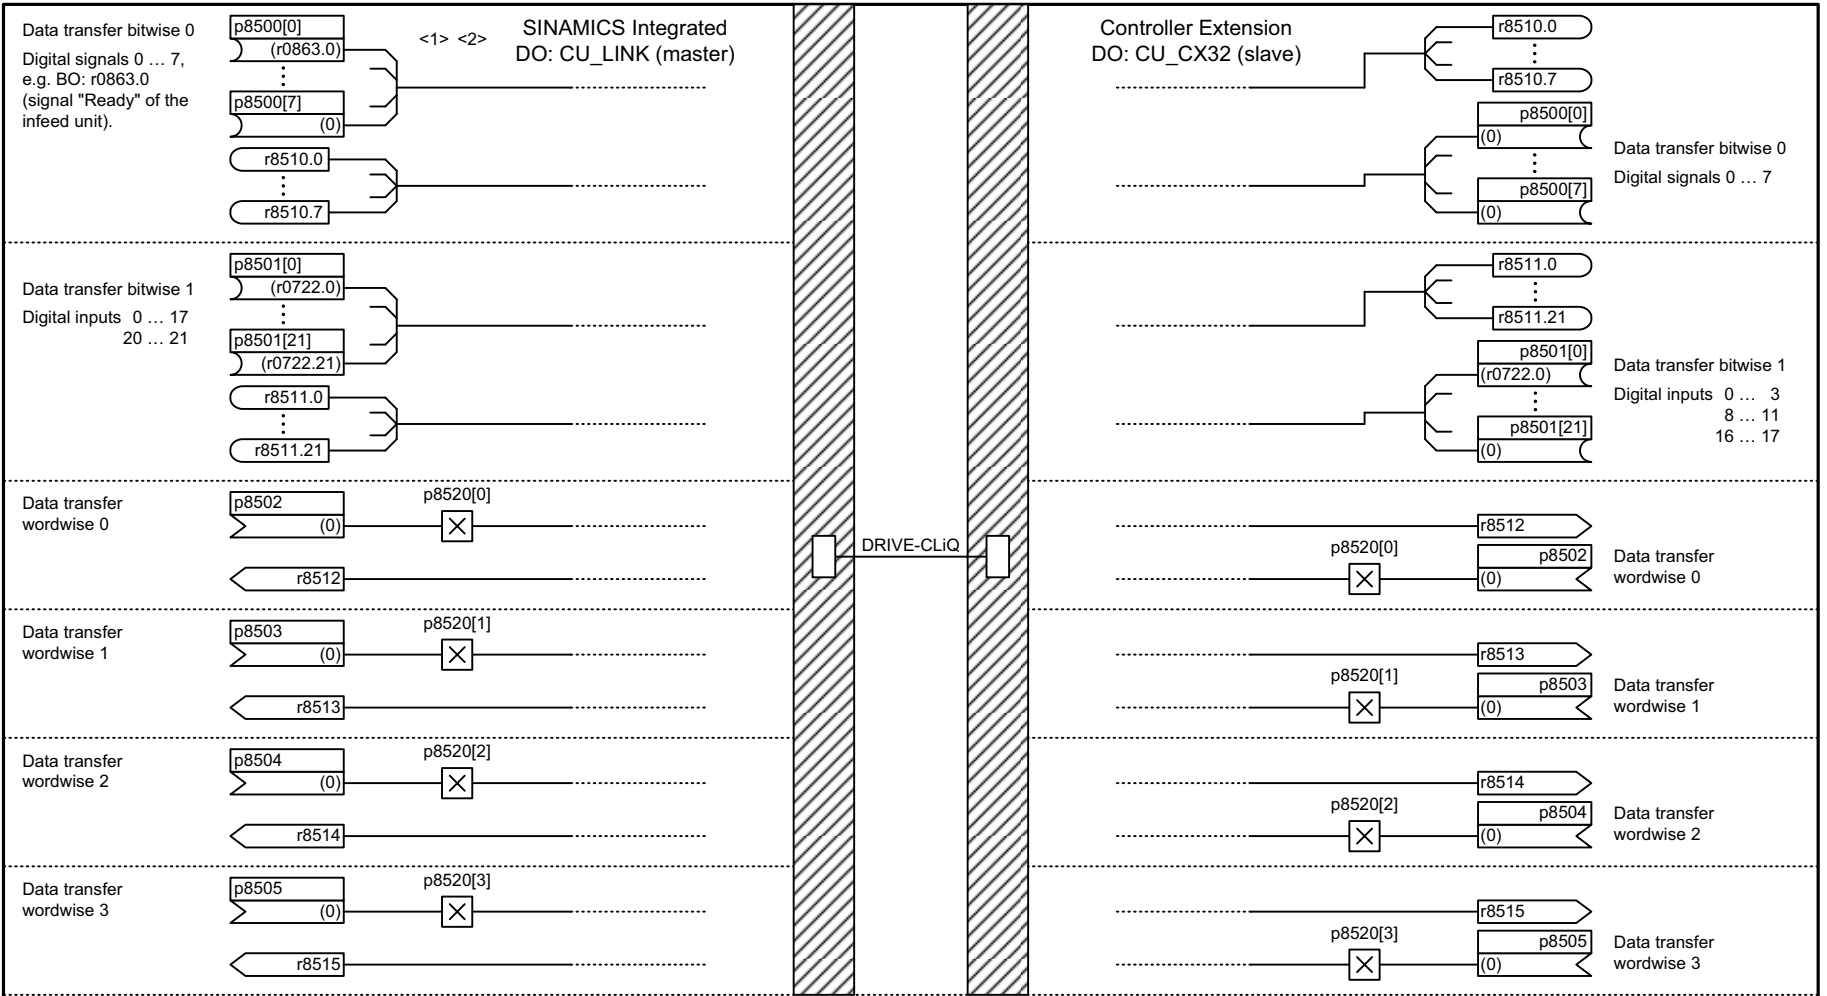 Data transfer bitwise 0
Digital signals 0 … 7,
e.g. BO: r0863.0
(signal "Ready" of the
infeed unit).
p8500[0]
(r0863.0)
p8500[7]
(0)
r8510.0
r8510.7
<1> <2>
SINAMICS Integrated
DO: CU_LINK (master)
Controller Extension
DO: CU_CX32 (slave)
r8510.0
r8510.7
p8500[0]
(0)
p8500[7]
(0)
Data transfer bitwise 0
Digital signals 0 … 7
Data transfer bitwise 1
Digital inputs 0 … 17
20 … 21
p8501[0]
(r0722.0)
p8501[21]
(r0722.21)
r8511.0
r8511.21
r8511.0
r8511.21
p8501[0]
(r0722.0)
p8501[21]
(0)
Data transfer bitwise 1
Digital inputs 0 … 3
8 … 11
16 … 17
Data transfer
wordwise 0
p8502
(0)
p8520[0]
r8512
DRIVE-CLiQ
r8512
p8520[0]
p8502
(0)
Data transfer
wordwise 0
Data transfer
wordwise 1
p8503
(0)
p8520[1]
r8513
r8513
p8520[1]
p8503
(0)
Data transfer
wordwise 1
Data transfer
wordwise 2
p8504
(0)
p8520[2]
r8514
r8514
p8520[2]
p8504
(0)
Data transfer
wordwise 2
Data transfer
wordwise 3
p8505
(0)
p8520[3]
r8515
r8515
p8520[3]
p8505
(0)
Data transfer
wordwise 3